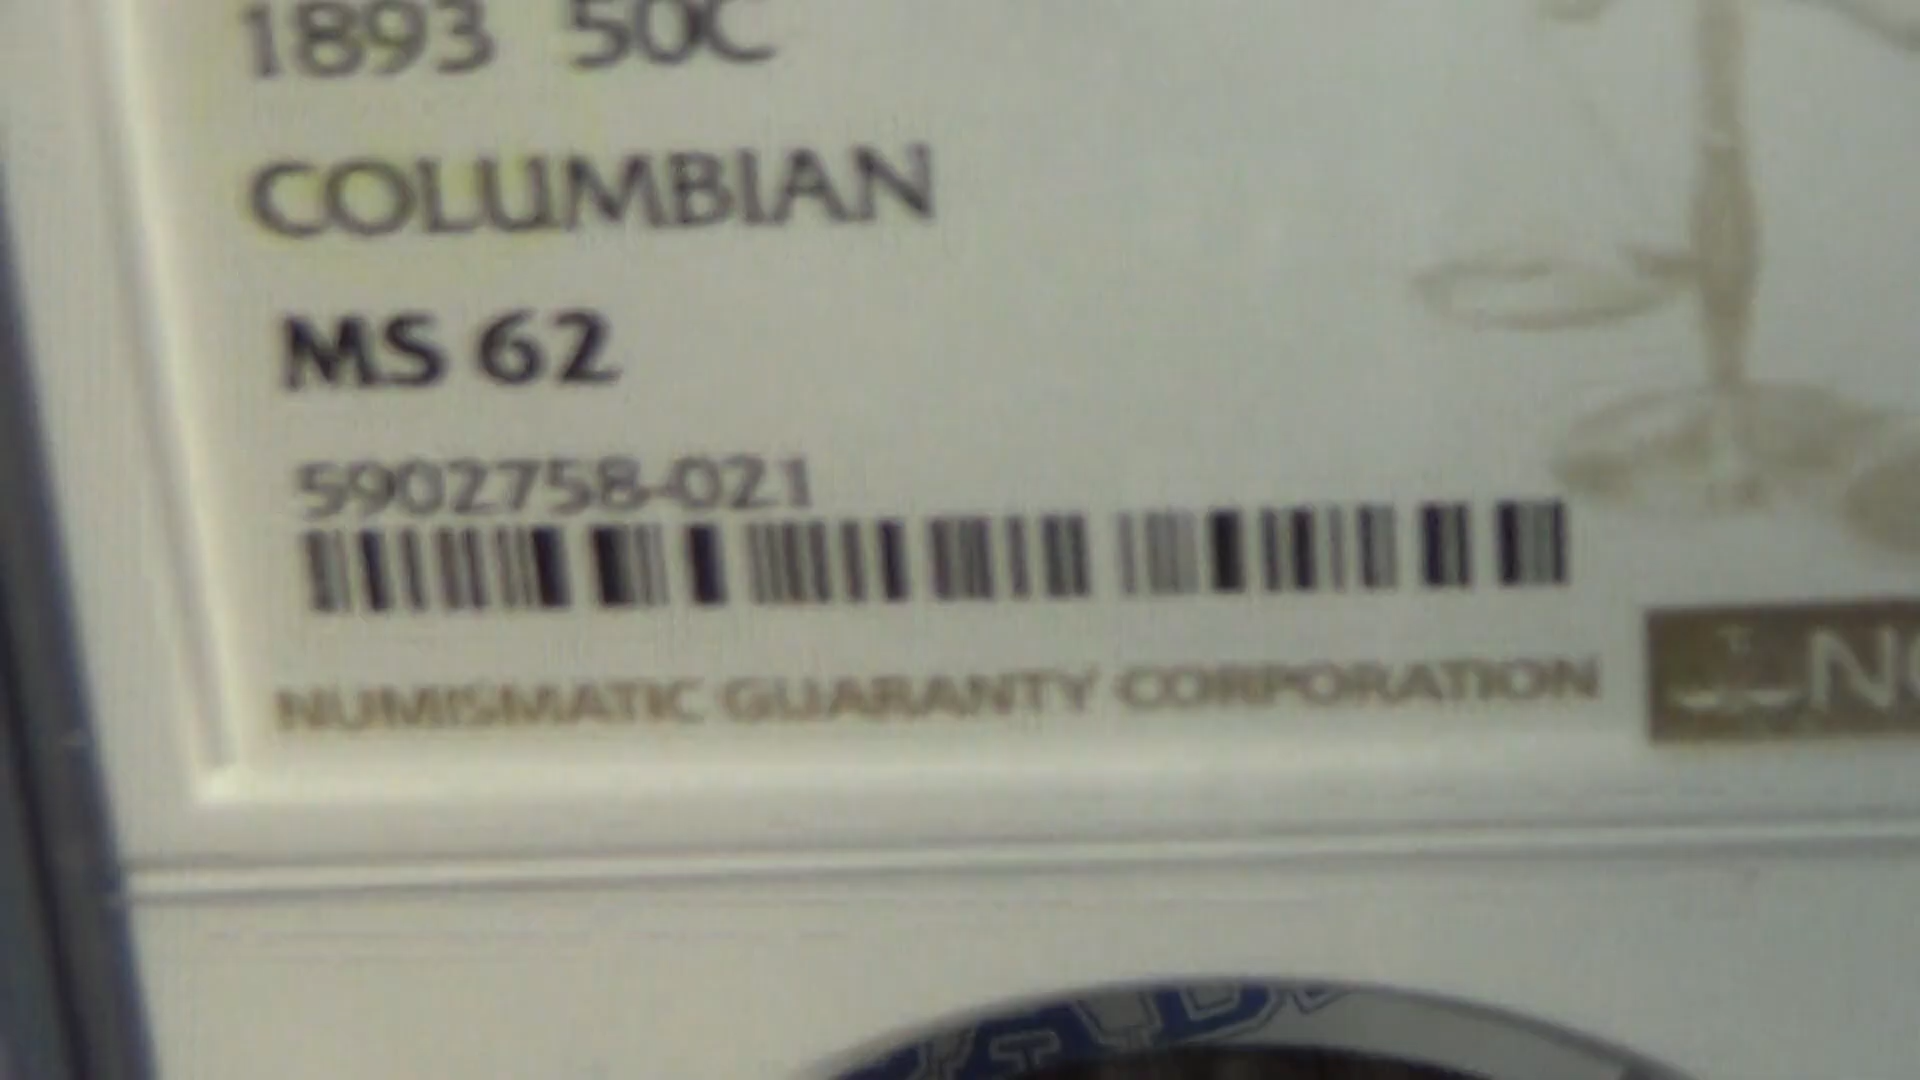 1893 50C
COLUMBIAN
MS 62
5902758-021
NUMISMATIC GUARANTY CORPORATION